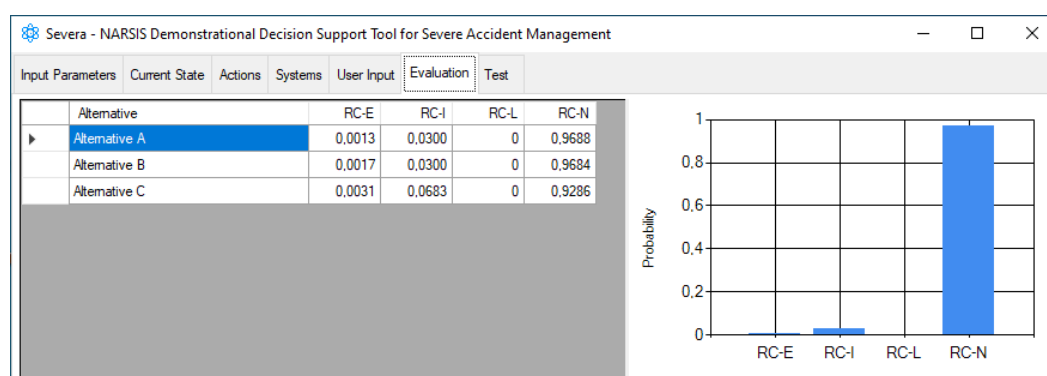 Severa - NARSIS Demonstrational Decision Support Tool for Severe Accident Management
Input Parameters Current State Actions Systems User Input Evaluation Test
Alternative RC-E RC-I RC-L RC-N
Alternative A 0,0013 0,0300 0 0,9688
Alternative B 0,0017 0,0300 0 0,9684
Alternative C 0,0031 0,0683 0 0,9286
Probability
1
0,8
0,6
0,4
0,2
0
RC-E RC-I RC-L RC-N